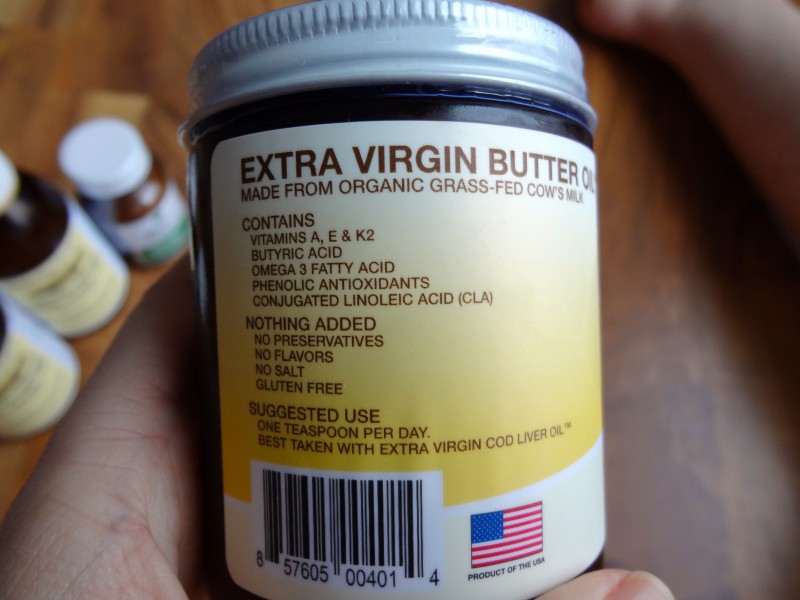 EXTRA VIRGIN BUTTER OIL
MADE FROM ORGANIC GRASS-FED COW'S MILK
CONTAINS
VITAMINS A, E & K2
BUTYRIC ACID
OMEGA 3 FATTY ACID
PHENOLIC ANTIOXIDANTS
CONJUGATED LINOLEIC ACID (CLA)
NOTHING ADDED
NO PRESERVATIVES
NO FLAVORS
NO SALT
GLUTEN FREE
SUGGESTED USE
ONE TEASPOON PER DAY.
BEST TAKEN WITH EXTRA VIRGIN COD LIVER OIL™
8 57605 00401 4
PRODUCT OF THE USA